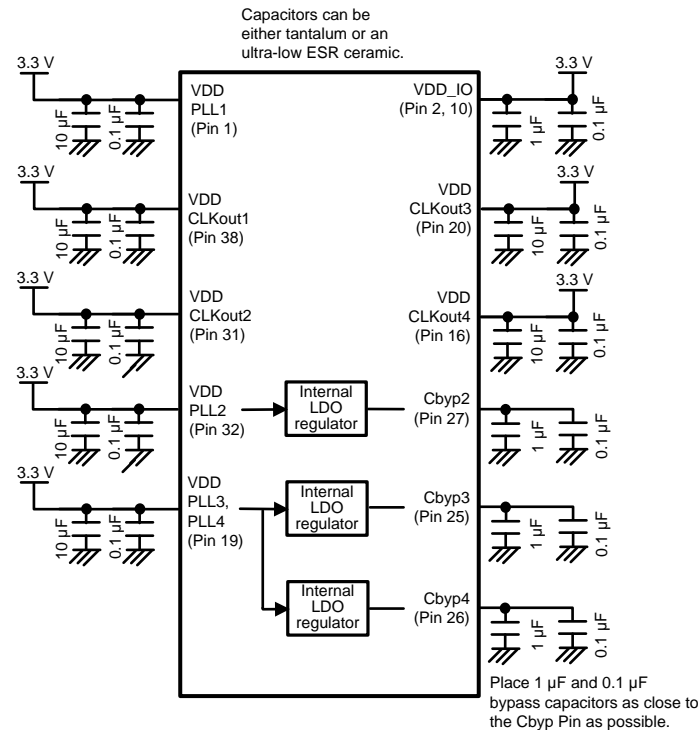 Capacitors can be
either tantalum or an
ultra-low ESR ceramic.
3.3 V
10 µF
0.1 µF
VDD
PLL1
(Pin 1)
3.3 V
10 µF
0.1 µF
VDD
CLKout1
(Pin 38)
3.3 V
10 µF
0.1 µF
VDD
CLKout2
(Pin 31)
3.3 V
10 µF
0.1 µF
VDD
PLL2
(Pin 32)
3.3 V
10 µF
0.1 µF
VDD
PLL3,
PLL4
(Pin 19)
Internal
LDO
regulator
Internal
LDO
regulator
Internal
LDO
regulator
3.3 V
VDD_IO
(Pin 2, 10)
1 µF
0.1 µF
3.3 V
VDD
CLKout3
(Pin 20)
10 µF
0.1 µF
3.3 V
VDD
CLKout4
(Pin 16)
10 µF
0.1 µF
Cbyp2
(Pin 27)
1 µF
0.1 µF
Cbyp3
(Pin 25)
1 µF
0.1 µF
Cbyp4
(Pin 26)
1 µF
0.1 µF
Place 1 µF and 0.1 µF
bypass capacitors as close to
the Cbyp Pin as possible.